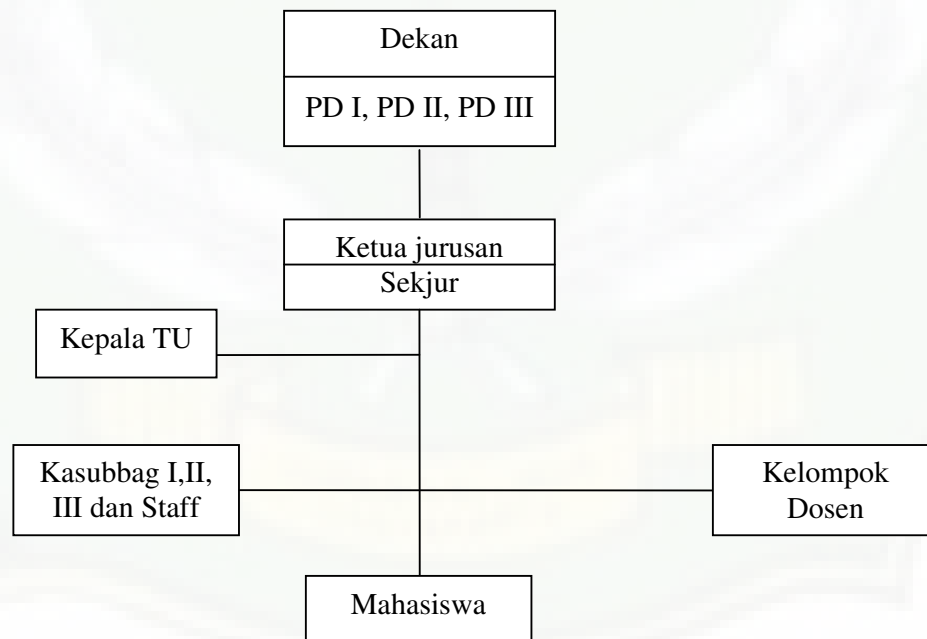 Dekan
PD I, PD II, PD III
Ketua jurusan
Sekjur
Kepala TU
Kasubbag I,II,
III dan Staff
Kelompok
Dosen
Mahasiswa